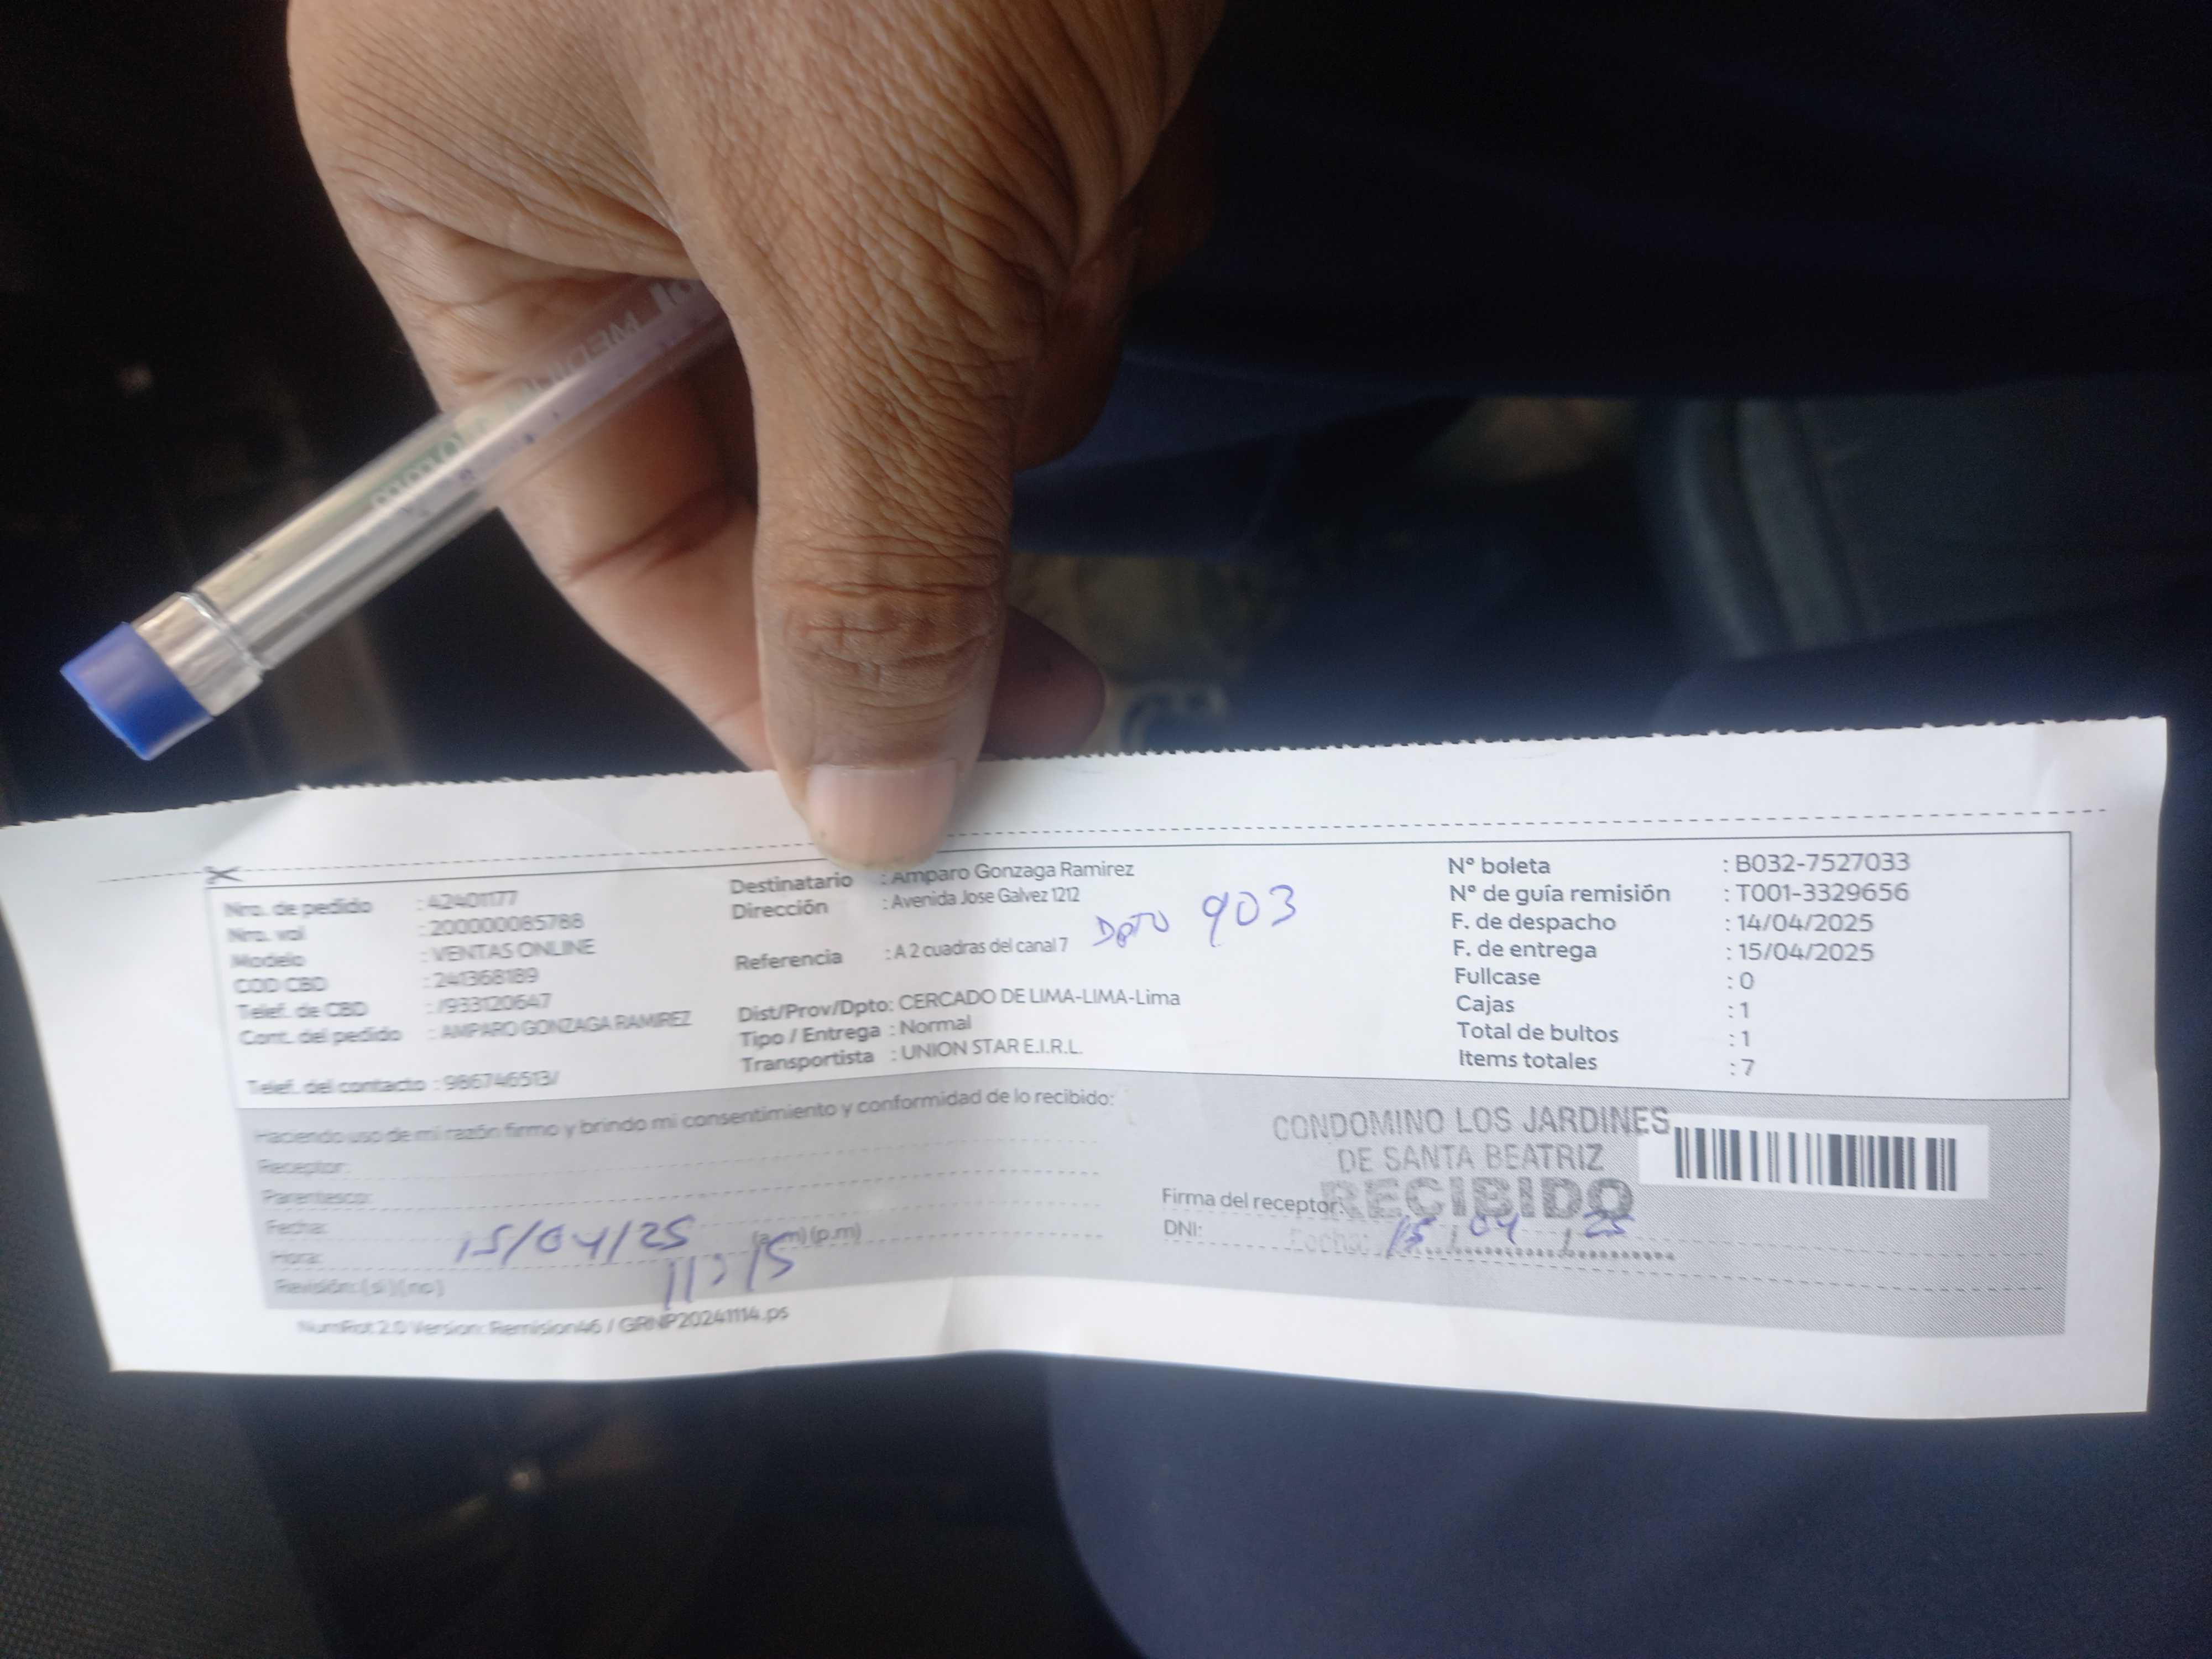 Nro. de pedido : 42401177
Nro. vol : 200000085788
Modelo : VENTAS ONLINE
COD CBD : 241368189
Telef. de CBD : /933120647
Cont. del pedido : AMPARO GONZAGA RAMIREZ
Telef. del contacto : 986746513/
Destinatario : Amparo Gonzaga Ramirez
Dirección : Avenida Jose Galvez 1212
Dpto 903
Referencia : A 2 cuadras del canal 7
Dist/Prov/Dpto: CERCADO DE LIMA-LIMA-Lima
Tipo / Entrega : Normal
Transportista : UNION STAR E.I.R.L.
N° boleta : B032-7527033
N° de guía remisión : T001-3329656
F. de despacho : 14/04/2025
F. de entrega : 15/04/2025
Fullcase : 0
Cajas : 1
Total de bultos : 1
Items totales : 7
Haciendo uso de mi razón firmo y brindo mi consentimiento y conformidad de lo recibido:
Receptor:
Parentesco:
Fecha: 15/04/25
Hora: (a.m) (p.m)
Revisión: (si) (no)
Firma del receptor:
DNI:
CONDOMINO LOS JARDINES
DE SANTA BEATRIZ
RECIBIDO
Fecha: 15 / 04 / 25
NumRot 2.0 Version: Remision46 / GRNP20241114.ps